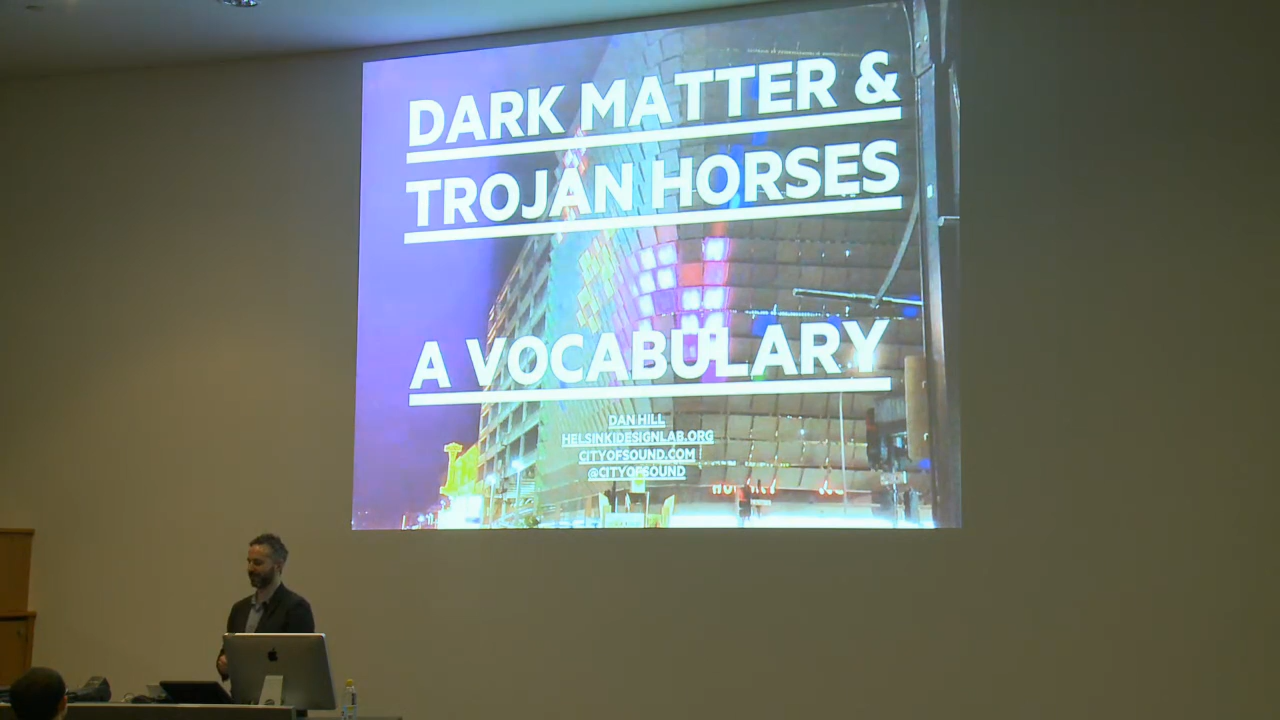 DARK MATTER &
TROJAN HORSES
A VOCABULARY
DAN HILL
HELSINKIDESIGNLAB.ORG
CITYOFSOUND.COM
@CITYOFSOUND